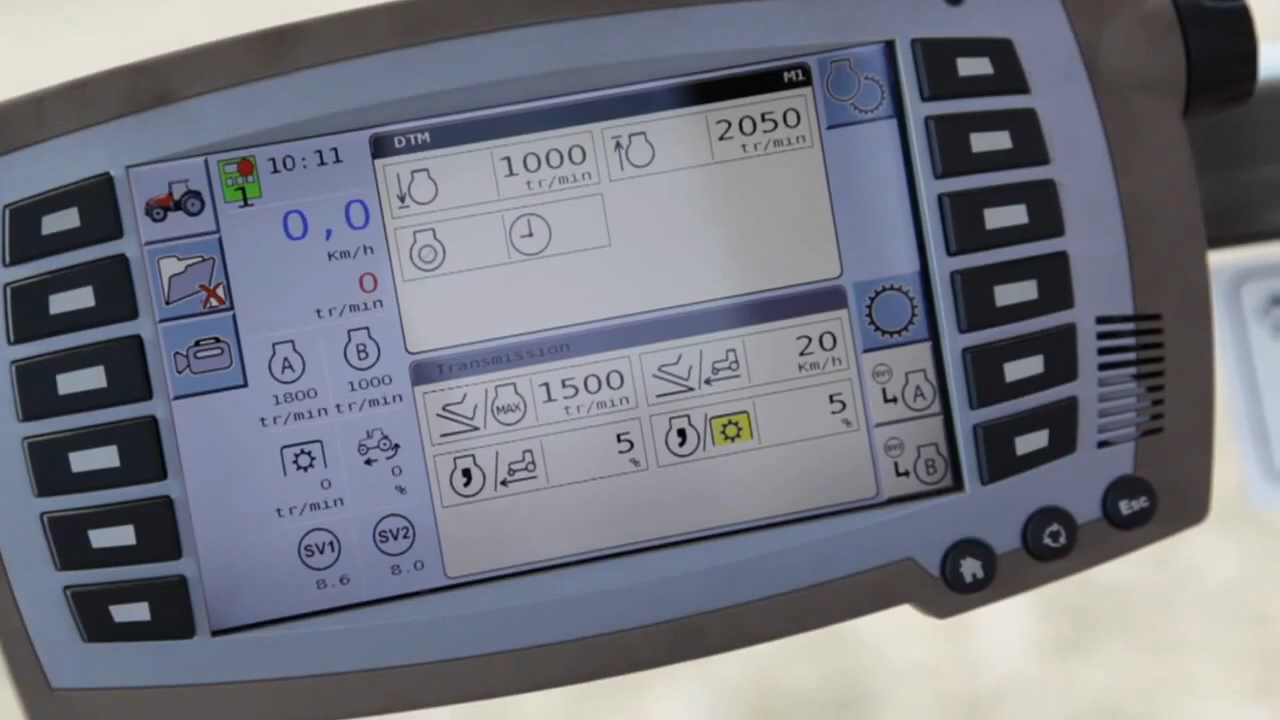 M1
DTM
10:11
1
1000
tr/min
2050
tr/min
0,0
Km/h
0
tr/min
A
B
1800
1000
tr/min
tr/min
Transmission
MAX
1500
tr/min
20
Km/h
5
%
5
%
0
tr/min
0
%
SV1
SV2
8.6
8.0
A
B
Esc